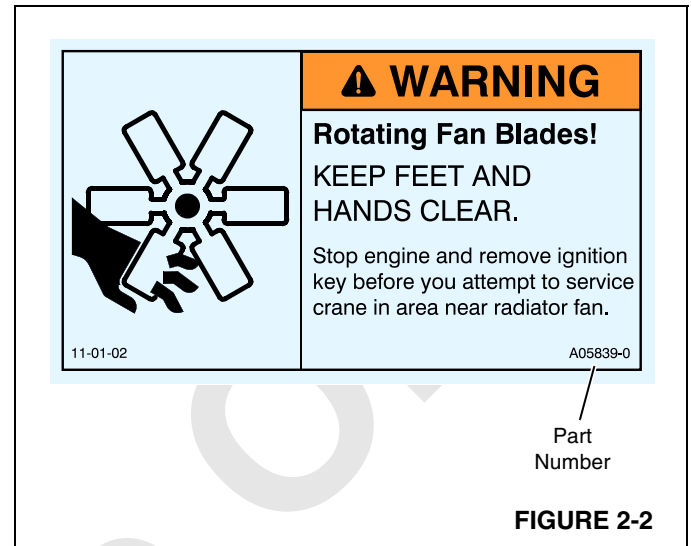 WARNING
Rotating Fan Blades!
KEEP FEET AND
HANDS CLEAR.
Stop engine and remove ignition
key before you attempt to service
crane in area near radiator fan.
11-01-02
A05839-0
Part
Number
FIGURE 2-2